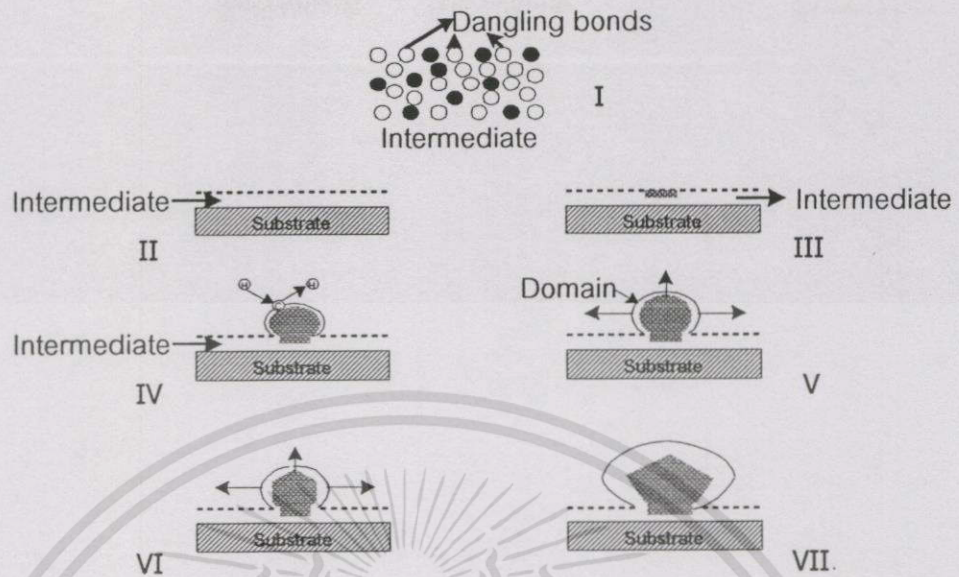 Dangling bonds
I
Intermediate
Intermediate
Substrate
II
Intermediate
Substrate
III
H H
Intermediate
Substrate
IV
Domain
Substrate
V
Substrate
VI
Substrate
VII.